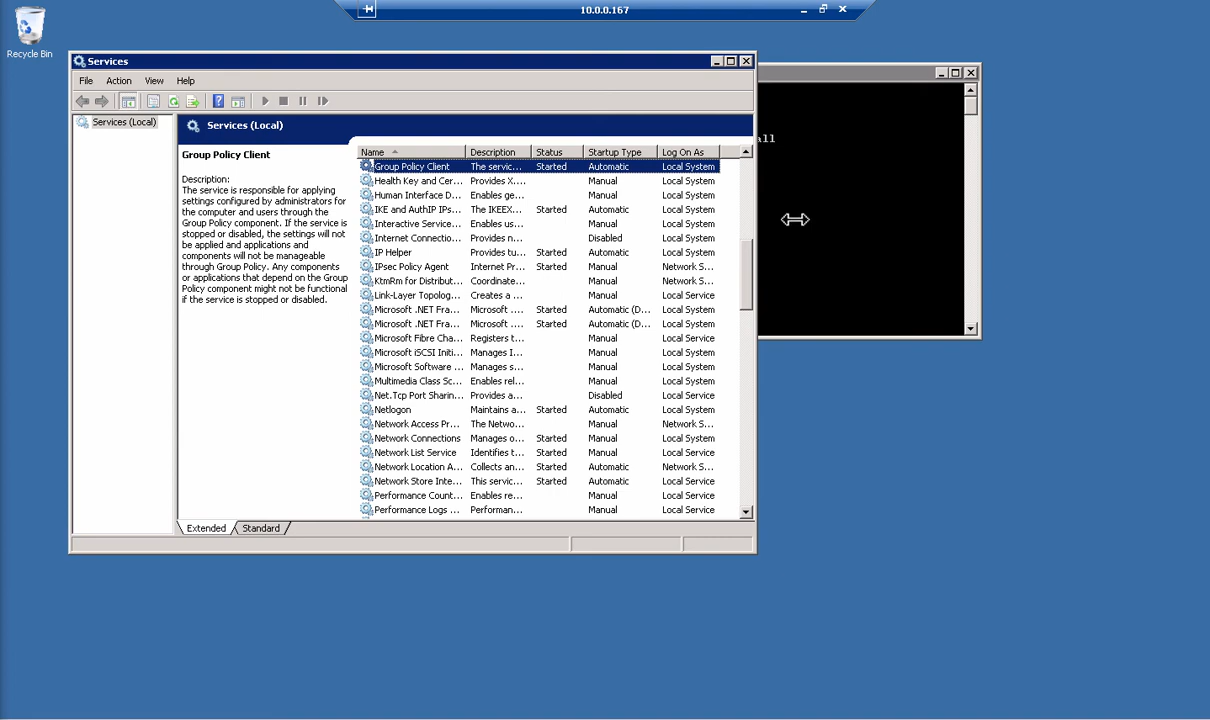 10.0.0.167
Recycle Bin
Services
File Action View Help
Services (Local)
Services (Local)
Group Policy Client
Description:
The service is responsible for applying
settings configured by administrators for
the computer and users through the
Group Policy component. If the service is
stopped or disabled, the settings will not
be applied and applications and
components will not be manageable
through Group Policy. Any components
or applications that depend on the Group
Policy component might not be functional
if the service is stopped or disabled.
Name Description Status Startup Type Log On As
Group Policy Client The servic... Started Automatic Local System
Health Key and Cer... Provides X.... Manual Local System
Human Interface D... Enables ge... Manual Local System
IKE and AuthIP IPs... The IKEEX... Started Automatic Local System
Interactive Service... Enables us... Manual Local System
Internet Connectio... Provides n... Disabled Local System
IP Helper Provides tu... Started Automatic Local System
IPsec Policy Agent Internet Pr... Started Manual Network S...
KtmRm for Distribut... Coordinate... Manual Network S...
Link-Layer Topolog... Creates a ... Manual Local Service
Microsoft .NET Fra... Microsoft .... Started Automatic (D... Local System
Microsoft .NET Fra... Microsoft .... Started Automatic (D... Local System
Microsoft Fibre Cha... Registers t... Manual Local Service
Microsoft iSCSI Initi... Manages I... Manual Local System
Microsoft Software ... Manages s... Manual Local System
Multimedia Class Sc... Enables rel... Manual Local System
Net.Tcp Port Sharin... Provides a... Disabled Local Service
Netlogon Maintains a... Started Automatic Local System
Network Access Pr... The Netwo... Manual Network S...
Network Connections Manages o... Started Manual Local System
Network List Service Identifies t... Started Manual Local Service
Network Location A... Collects an... Started Automatic Network S...
Network Store Inte... This servic... Started Automatic Local Service
Performance Count... Enables re... Manual Local Service
Performance Logs ... Performan... Manual Local Service
Extended Standard
all